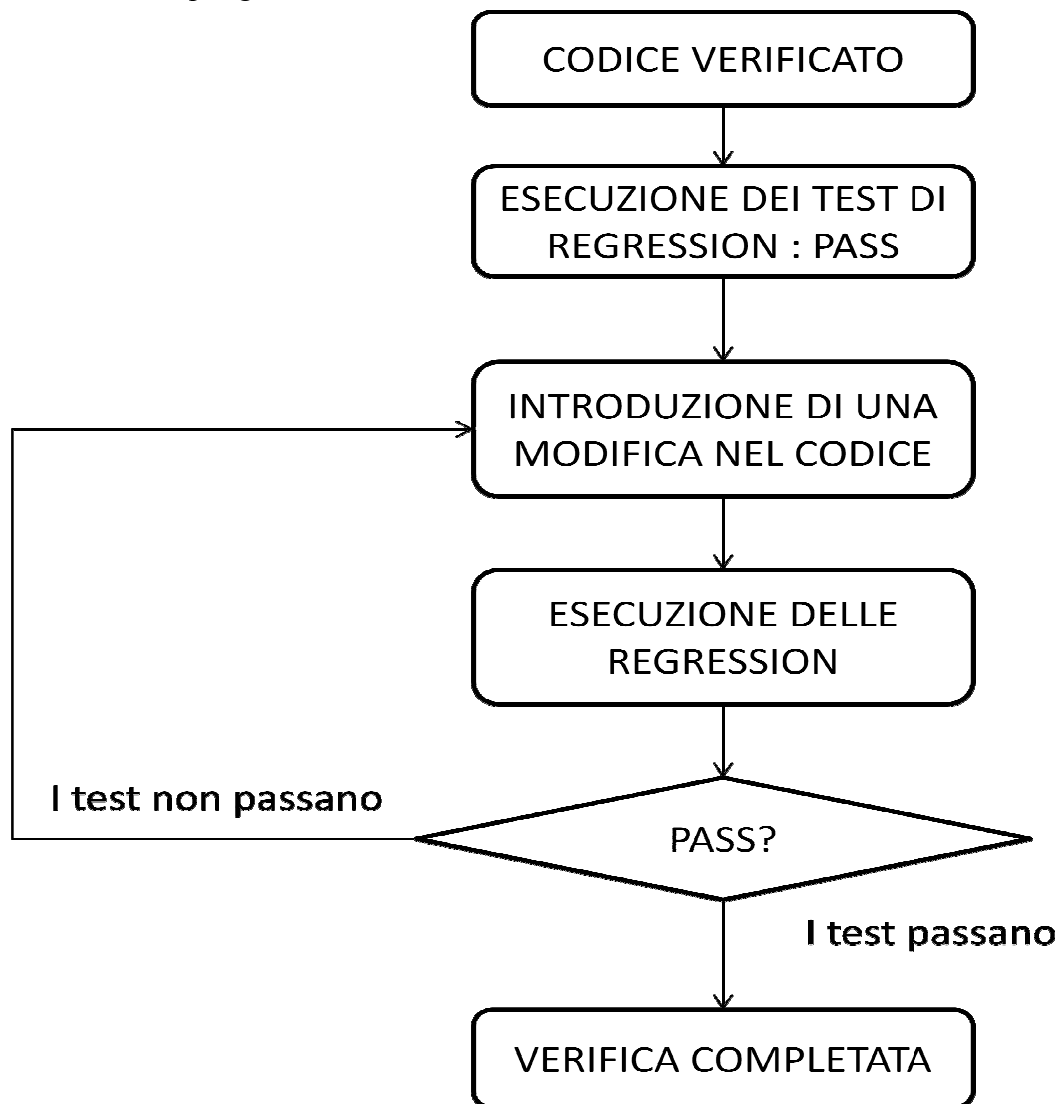 CODICE VERIFICATO
ESECUZIONE DEI TEST DI
REGRESSION : PASS
INTRODUZIONE DI UNA
MODIFICA NEL CODICE
ESECUZIONE DELLE
REGRESSION
I test non passano
PASS?
I test passano
VERIFICA COMPLETATA